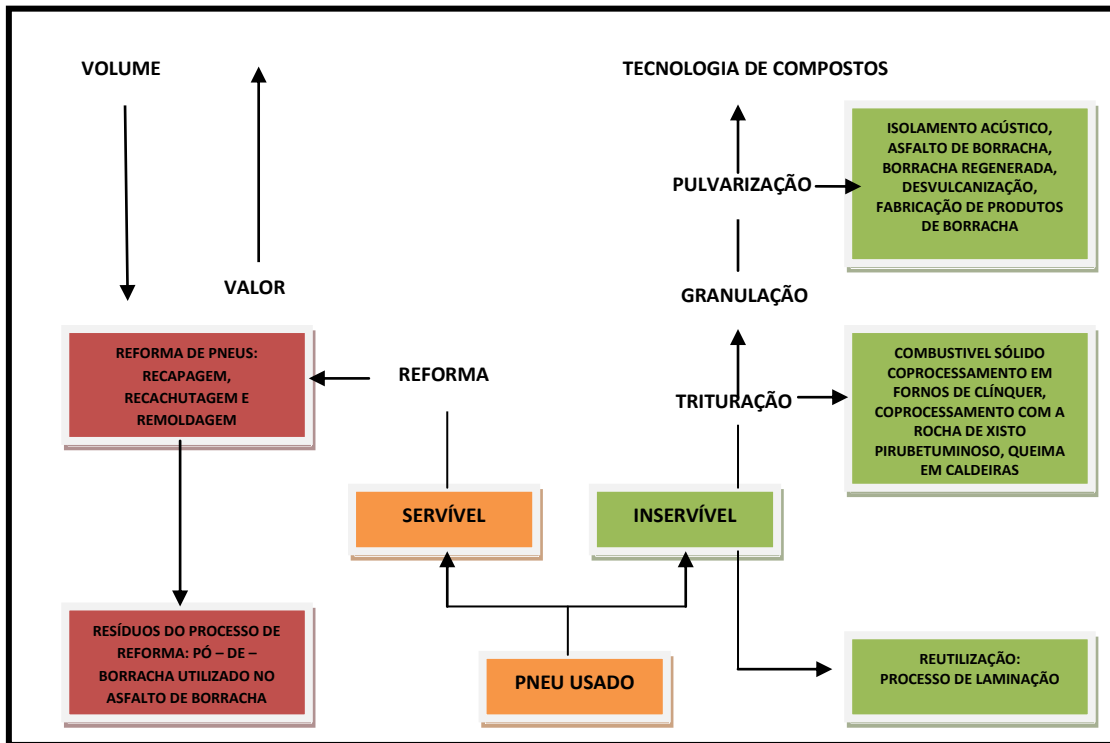 VOLUME
TECNOLOGIA DE COMPOSTOS
ISOLAMENTO ACÚSTICO,
ASFALTO DE BORRACHA,
BORRACHA REGENERADA,
DESVULCANIZAÇÃO,
FABRICAÇÃO DE PRODUTOS
DE BORRACHA
PULVARIZAÇÃO
VALOR
GRANULAÇÃO
REFORMA DE PNEUS:
RECAPAGEM,
RECACHUTAGEM E
REMOLDAGEM
REFORMA
TRITURAÇÃO
COMBUSTIVEL SÓLIDO
COPROCESSAMENTO EM
FORNOS DE CLÍNQUER,
COPROCESSAMENTO COM A
ROCHA DE XISTO
PIRUBETUMINOSO, QUEIMA
EM CALDEIRAS
SERVÍVEL
INSERVÍVEL
RESÍDUOS DO PROCESSO DE
REFORMA: PÓ – DE –
BORRACHA UTILIZADO NO
ASFALTO DE BORRACHA
PNEU USADO
REUTILIZAÇÃO:
PROCESSO DE LAMINAÇÃO